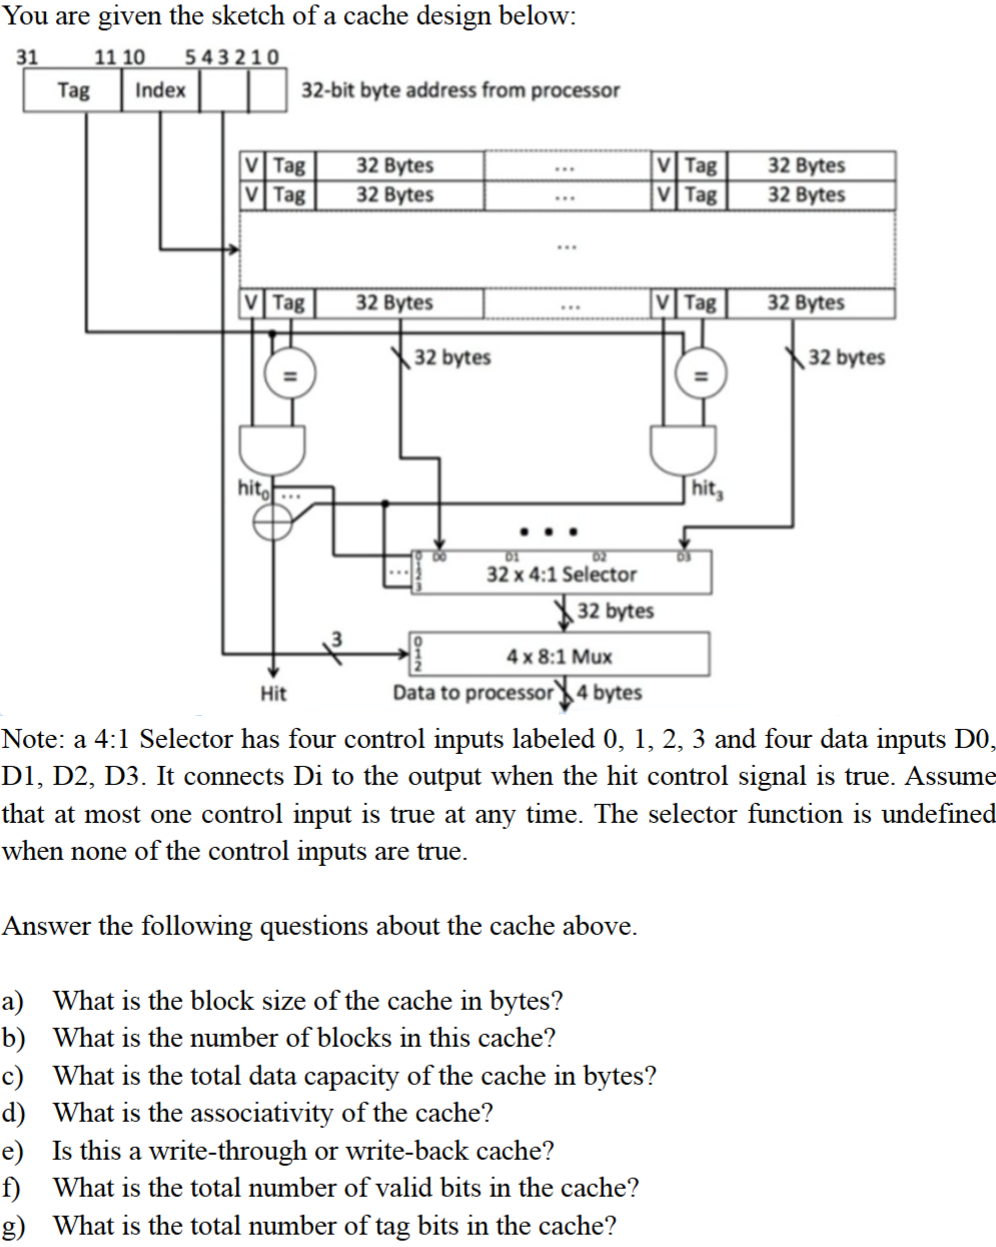 You are given the sketch of a cache design below:
31 11 10 5 4 3 2 1 0
Tag Index 32-bit byte address from processor
V Tag 32 Bytes ... V Tag 32 Bytes
V Tag 32 Bytes ... V Tag 32 Bytes
...
V Tag 32 Bytes ... V Tag 32 Bytes
32 bytes 32 bytes
= =
hit0 ... hit3
...
0 D0 D1 D2 D3
1
... 2 32 x 4:1 Selector
3
32 bytes
3
0
1 4 x 8:1 Mux
2
Hit Data to processor 4 bytes
Note: a 4:1 Selector has four control inputs labeled 0, 1, 2, 3 and four data inputs D0,
D1, D2, D3. It connects Di to the output when the hit control signal is true. Assume
that at most one control input is true at any time. The selector function is undefined
when none of the control inputs are true.
Answer the following questions about the cache above.
a) What is the block size of the cache in bytes?
b) What is the number of blocks in this cache?
c) What is the total data capacity of the cache in bytes?
d) What is the associativity of the cache?
e) Is this a write-through or write-back cache?
f) What is the total number of valid bits in the cache?
g) What is the total number of tag bits in the cache?